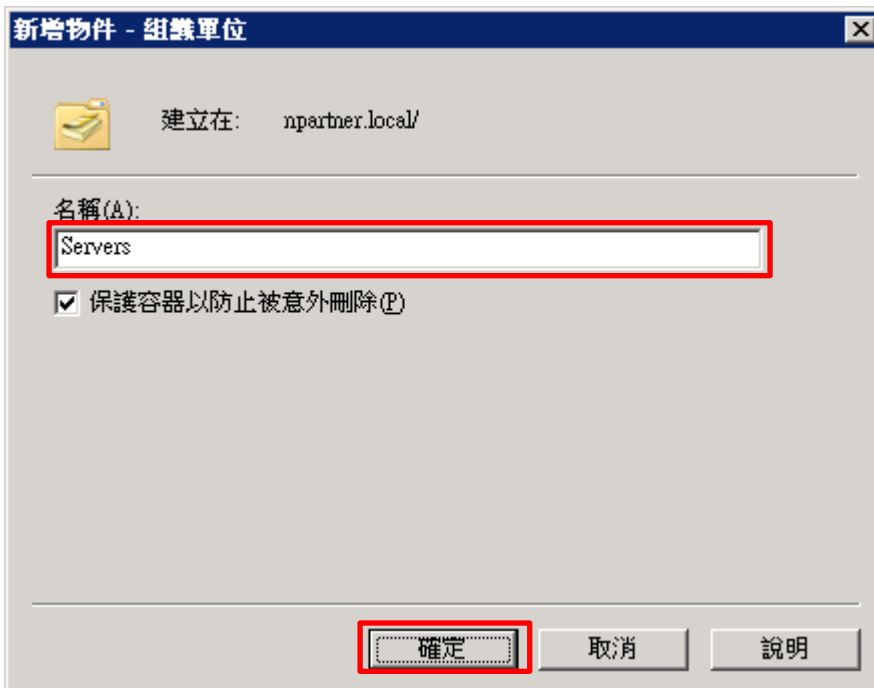 新增物件 - 組織單位
建立在: npartner.local/
名稱(A):
Servers
保護容器以防止被意外刪除(P)
確定 取消 說明